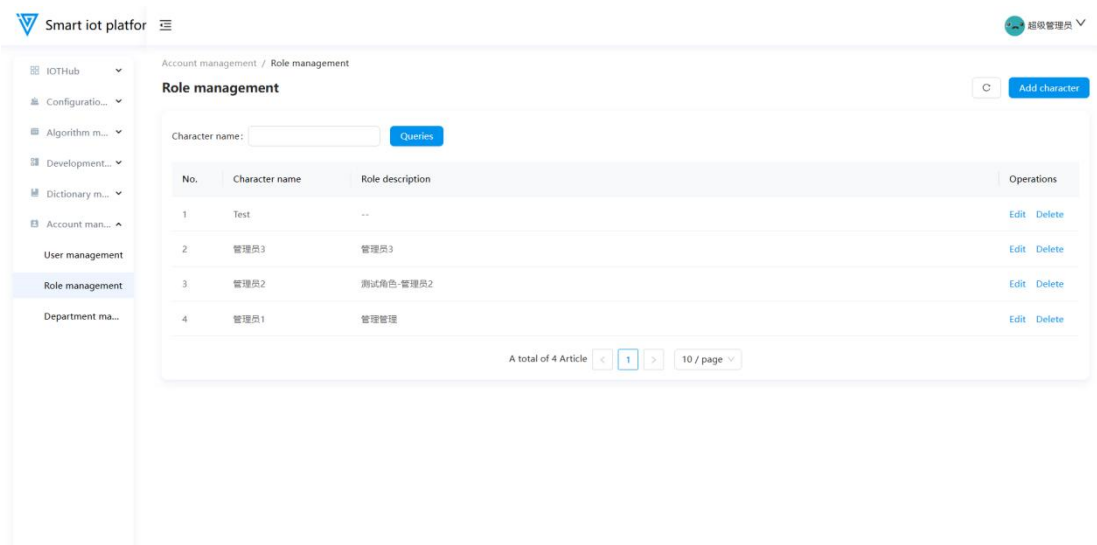 Smart iot platfor
超级管理员
IOTHub
Configuratio...
Algorithm m...
Development...
Dictionary m...
Account man...
User management
Role management
Department ma...
Account management / Role management
Role management
Add character
Character name:
Queries
No. Character name Role description Operations
1 Test -- Edit Delete
2 管理员3 管理员3 Edit Delete
3 管理员2 测试角色-管理员2 Edit Delete
4 管理员1 管理管理 Edit Delete
A total of 4 Article < 1 > 10 / page